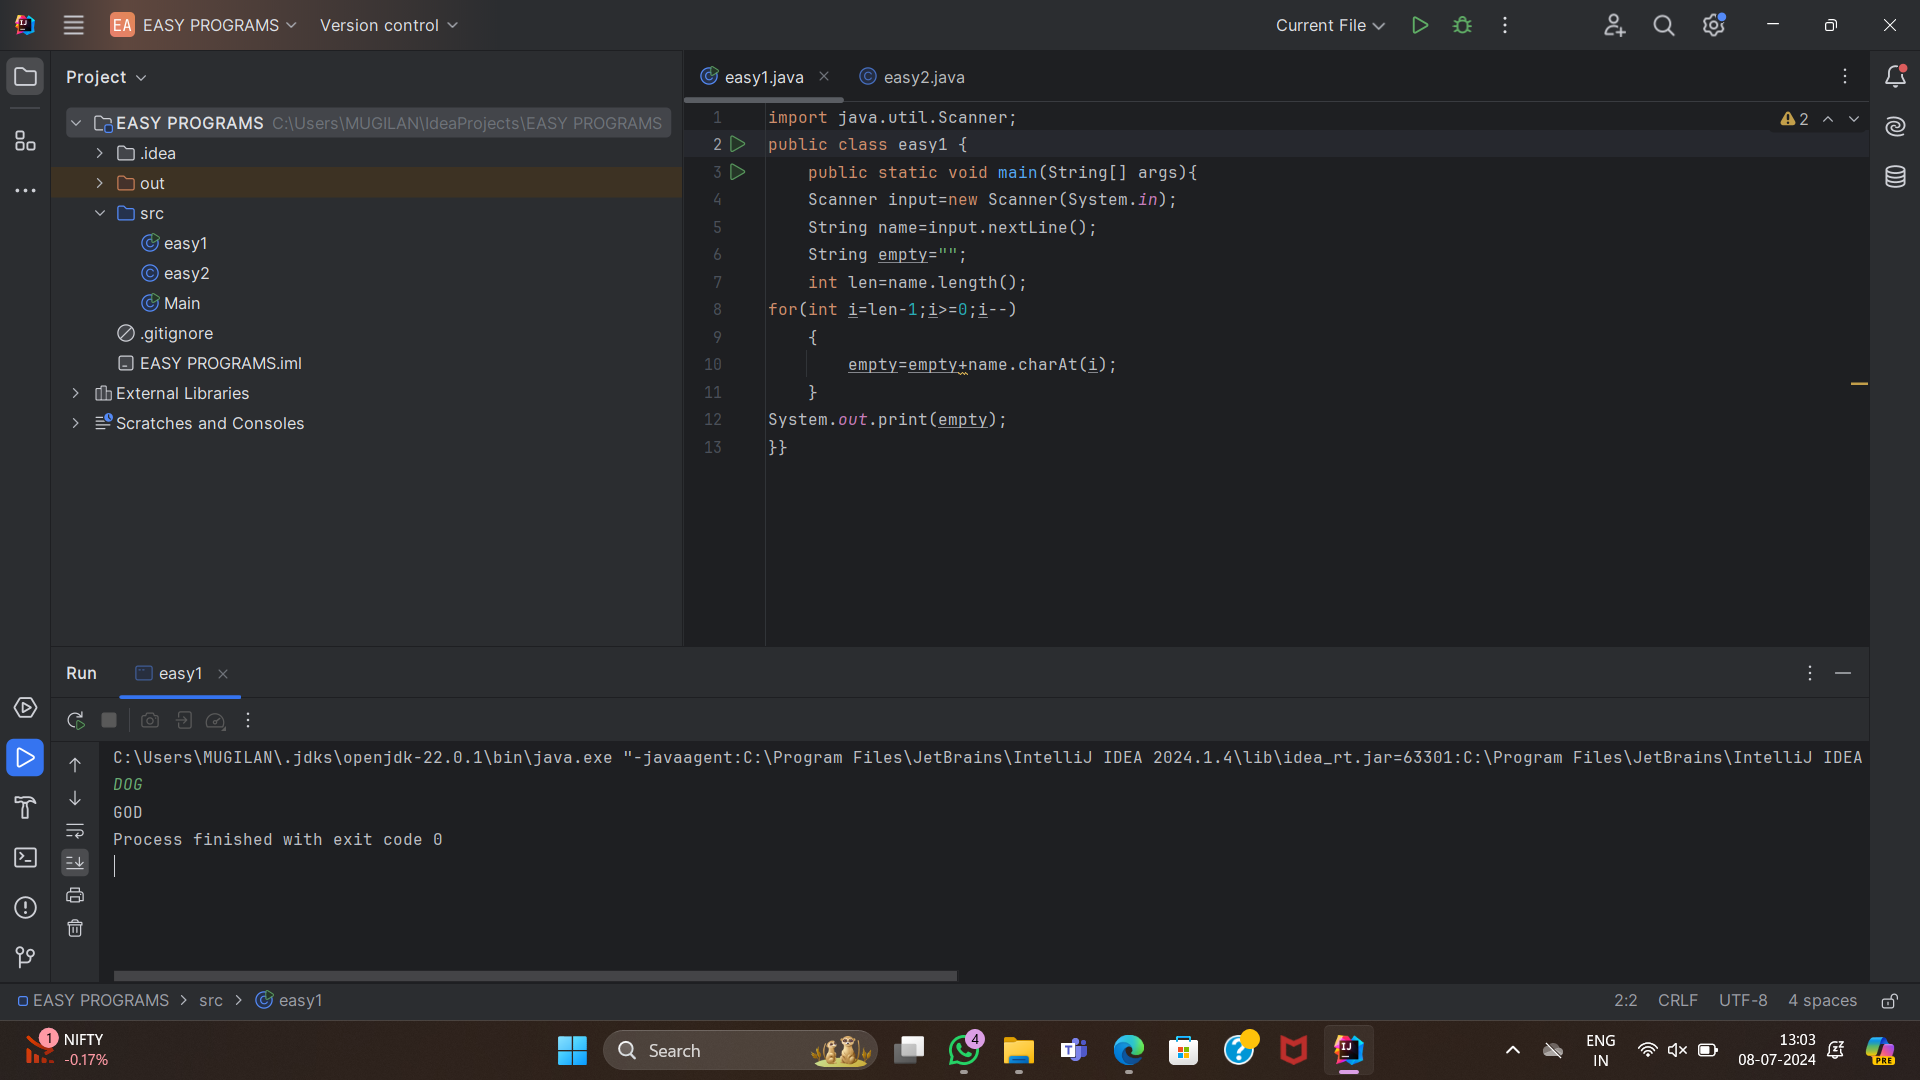 EA EASY PROGRAMS Version control Current File
Project
EASY PROGRAMS C:\Users\MUGILAN\IdeaProjects\EASY PROGRAMS
.idea
out
src
easy1
easy2
Main
.gitignore
EASY PROGRAMS.iml
External Libraries
Scratches and Consoles
easy1.java easy2.java
2
1 import java.util.Scanner;
2 public class easy1 {
3 public static void main(String[] args){
4 Scanner input=new Scanner(System.in);
5 String name=input.nextLine();
6 String empty="";
7 int len=name.length();
8 for(int i=len-1;i>=0;i--)
9 {
10 empty=empty+name.charAt(i);
11 }
12 System.out.print(empty);
13 }}
Run easy1
C:\Users\MUGILAN\.jdks\openjdk-22.0.1\bin\java.exe "-javaagent:C:\Program Files\JetBrains\IntelliJ IDEA 2024.1.4\lib\idea_rt.jar=63301:C:\Program Files\JetBrains\IntelliJ IDEA
DOG
GOD
Process finished with exit code 0
EASY PROGRAMS > src > easy1 2:2 CRLF UTF-8 4 spaces
1 NIFTY
-0.17%
Search
4
ENG
IN
13:03
08-07-2024
PRE